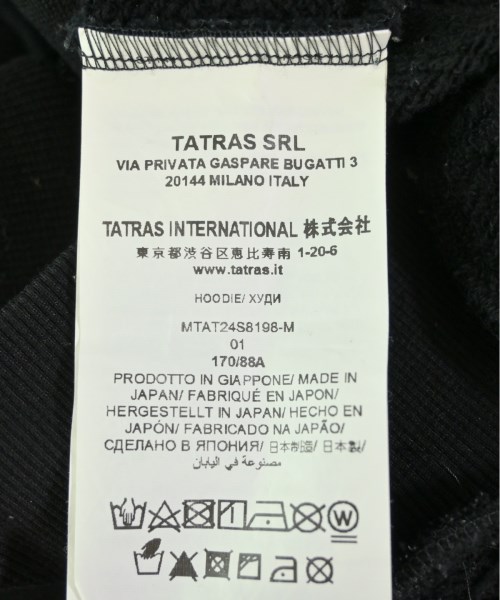 TATRAS SRL
VIA PRIVATA GASPARE BUGATTI 3
20144 MILANO ITALY
TATRAS INTERNATIONAL 株式会社
東京都渋谷区恵比寿南 1-20-6
www.tatras.it
HOODIE/ ХУДИ
MTAT24S8198-M
01
170/88A
PRODOTTO IN GIAPPONE/ MADE IN
JAPAN/ FABRIQUÉ EN JAPON/
HERGESTELLT IN JAPAN/ HECHO EN
JAPÓN/ FABRICADO NA JAPÃO/
СДЕЛАНО В ЯПОНИЯ/ 日本制造/ 日本製/
مصنوعة في اليابان
W